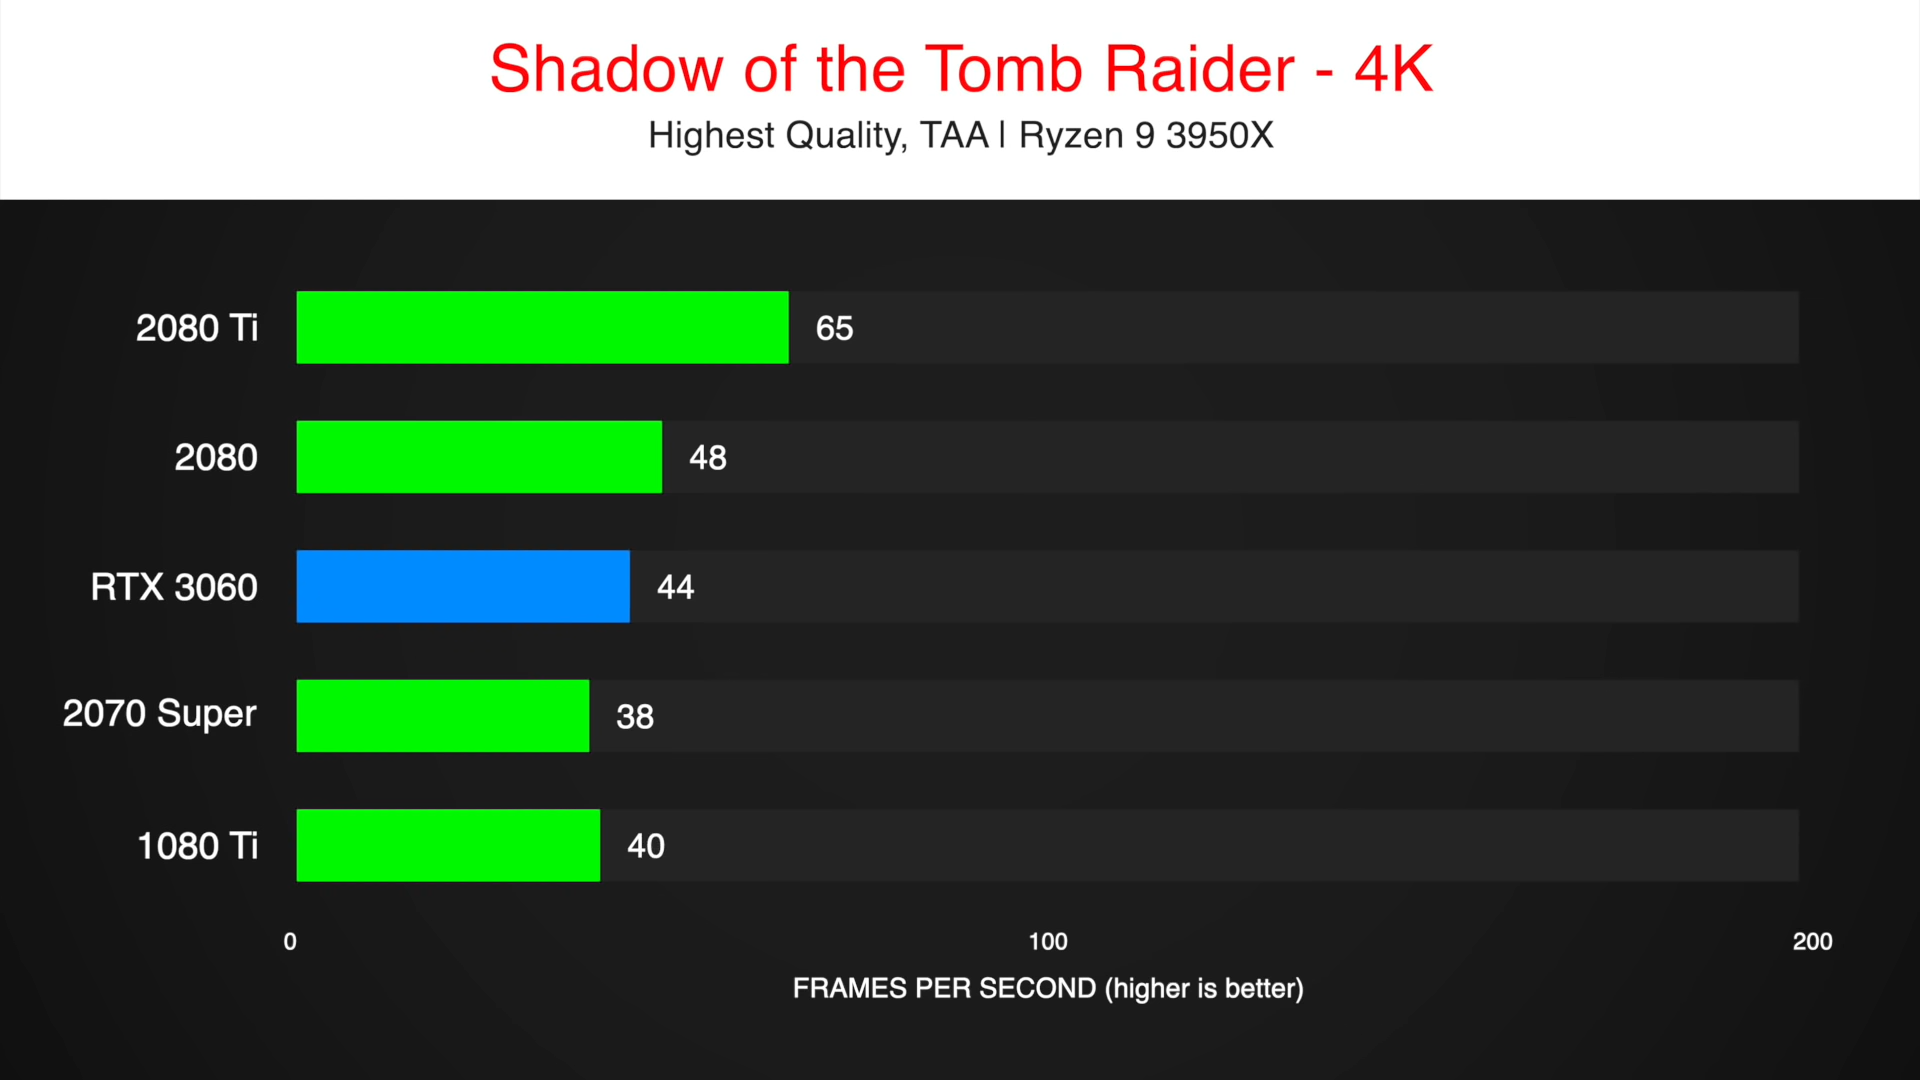 Shadow of the Tomb Raider - 4K
Highest Quality, TAA | Ryzen 9 3950X
2080 Ti 65
2080 48
RTX 3060 44
2070 Super 38
1080 Ti 40
0 100 200
FRAMES PER SECOND (higher is better)